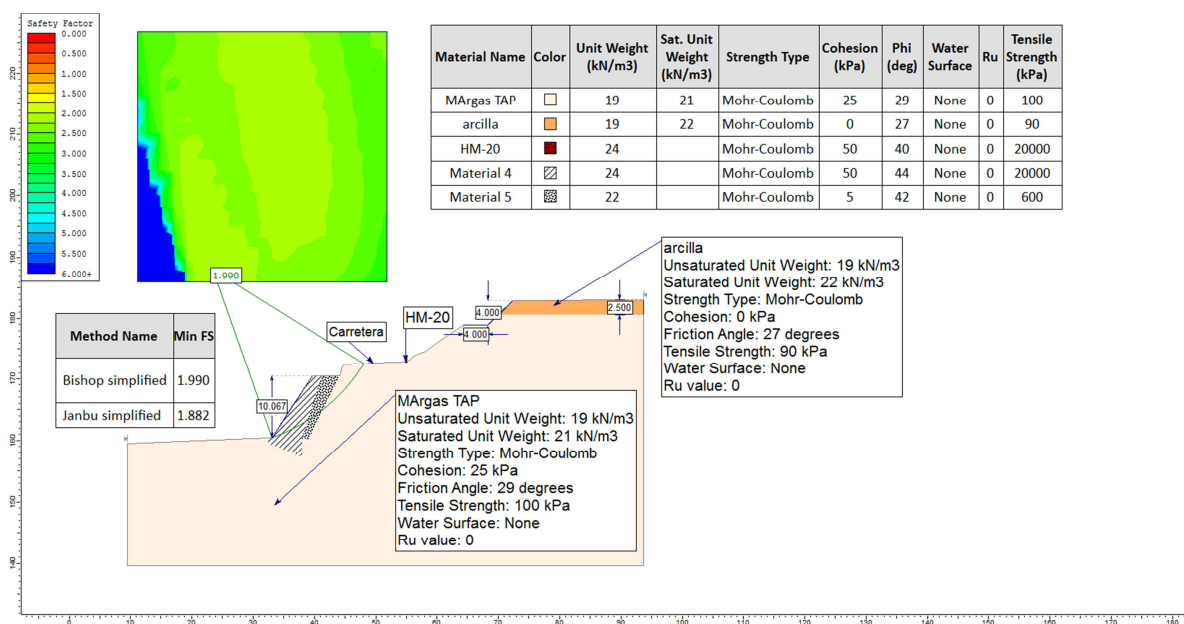 Safety Factor
0.000
1.000
1.500
2.000
2.500
3.000
3.500
4.000
4.500
5.000
5.500
6.000+
Material Name Color Unit Weight (kN/m3) Sat. Unit Weight (kN/m3) Strength Type Cohesion (kPa) Phi (deg) Water Surface Ru Tensile Strength (kPa)
MArgas TAP 19 21 Mohr-Coulomb 25 29 None 0 100
arcilla 19 22 Mohr-Coulomb 0 27 None 0 90
HM-20 24 Mohr-Coulomb 50 40 None 0 20000
Material 4 24 Mohr-Coulomb 50 44 None 0 20000
Material 5 22 Mohr-Coulomb 5 42 None 0 600
1.990
Method Name Min FS
Bishop simplified 1.990
Janbu simplified 1.882
Carretera
HM-20
4.000
4.000
2.500
10.067
arcilla
Unsaturated Unit Weight: 19 kN/m3
Saturated Unit Weight: 22 kN/m3
Strength Type: Mohr-Coulomb
Cohesion: 0 kPa
Friction Angle: 27 degrees
Tensile Strength: 90 kPa
Water Surface: None
Ru value: 0
MArgas TAP
Unsaturated Unit Weight: 19 kN/m3
Saturated Unit Weight: 21 kN/m3
Strength Type: Mohr-Coulomb
Cohesion: 25 kPa
Friction Angle: 29 degrees
Tensile Strength: 100 kPa
Water Surface: None
Ru value: 0
220
210
200
190
180
170
160
150
140
0 10 20 30 40 50 60 70 80 90 100 110 120 130 140 150 160 170 180